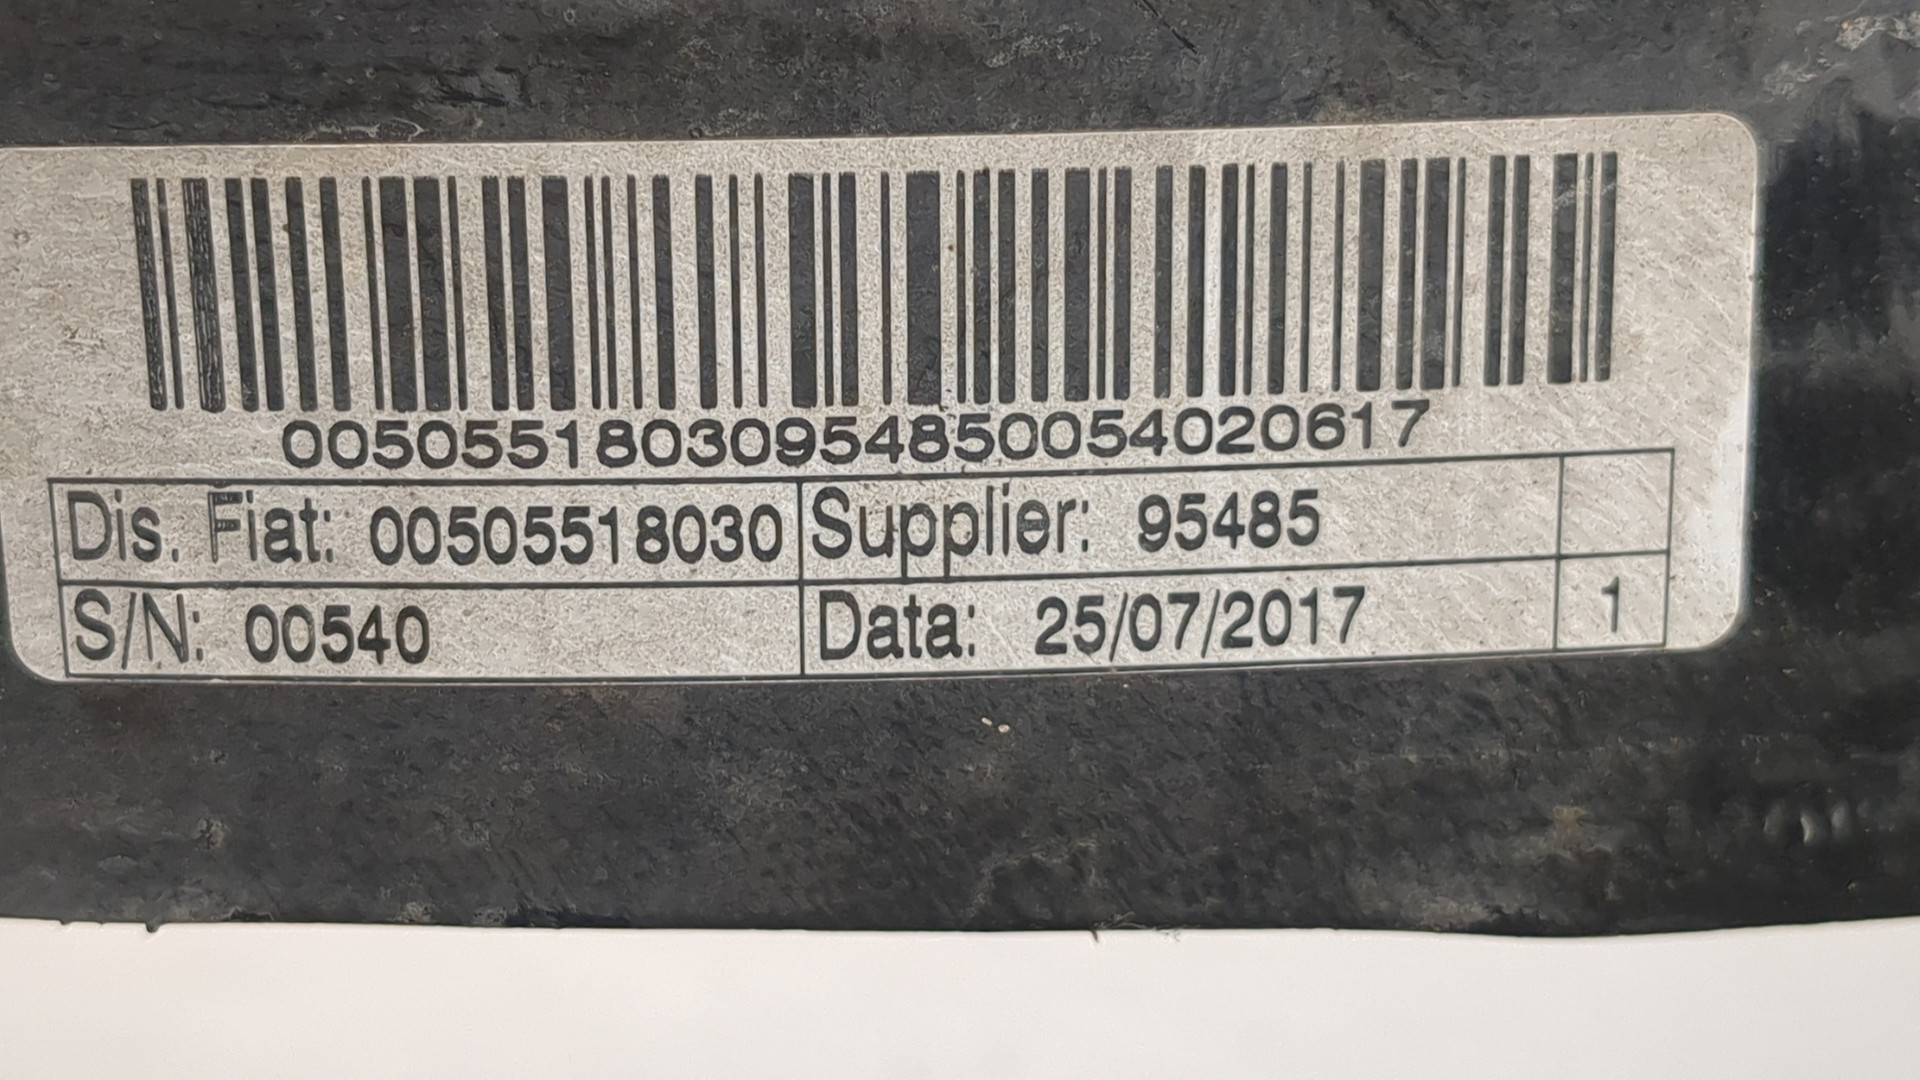 00505518030954850054020617
Dis. Fiat: 00505518030 Supplier: 95485
S/N: 00540 Data: 25/07/2017 1